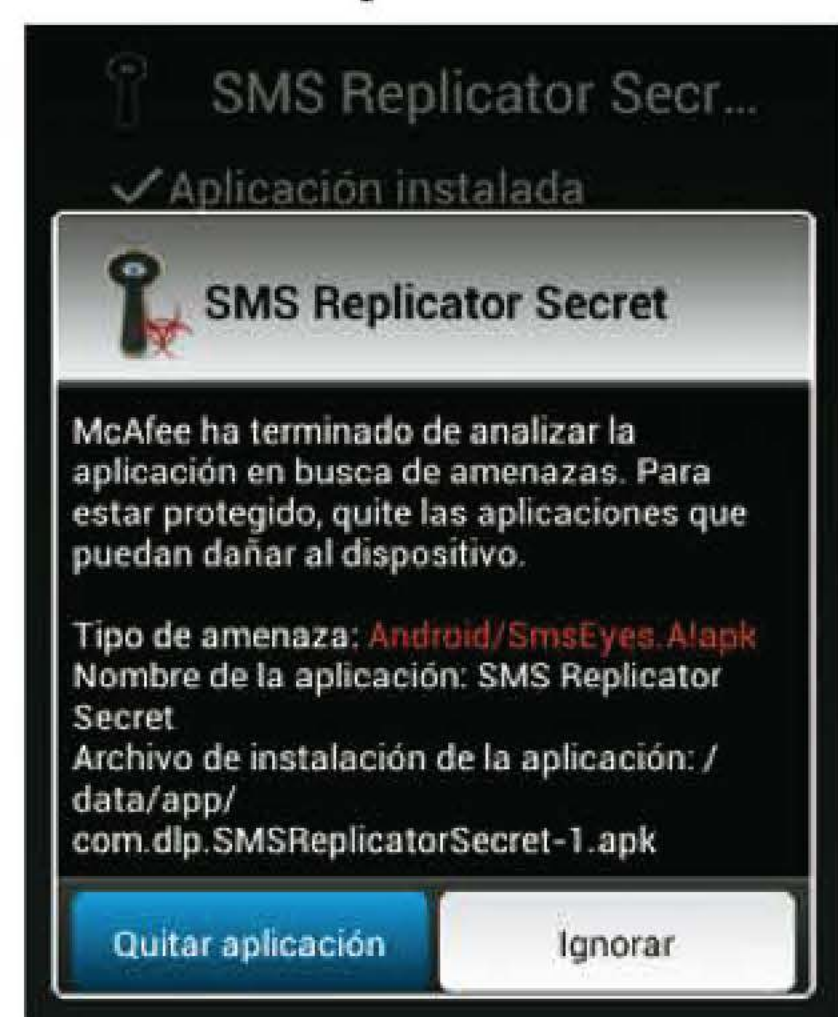 SMS Replicator Secr...
Aplicación instalada
SMS Replicator Secret
McAfee ha terminado de analizar la
aplicación en busca de amenazas. Para
estar protegido, quite las aplicaciones que
puedan dañar al dispositivo.
Tipo de amenaza: Android/SmsEyes.A!apk
Nombre de la aplicación: SMS Replicator
Secret
Archivo de instalación de la aplicación: /
data/app/
com.dlp.SMSReplicatorSecret-1.apk
Quitar aplicación
Ignorar